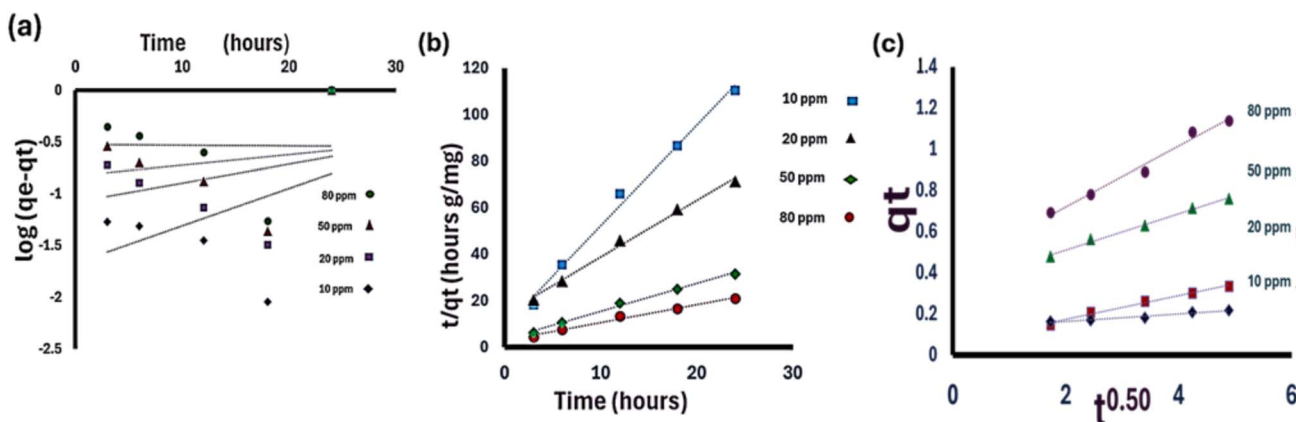 (a)
Time (hours)
0 10 20 30
0
-0.5
-1
-1.5
-2
-2.5
log (qe-qt)
80 ppm
50 ppm
20 ppm
10 ppm
(b)
t/qt (hours g/mg)
120
100
80
60
40
20
0
0 10 20 30
Time (hours)
10 ppm
20 ppm
50 ppm
80 ppm
(c)
qt
1.4
1.2
1
0.8
0.6
0.4
0.2
0
0 2 4 6
t0.50
80 ppm
50 ppm
20 ppm
10 ppm